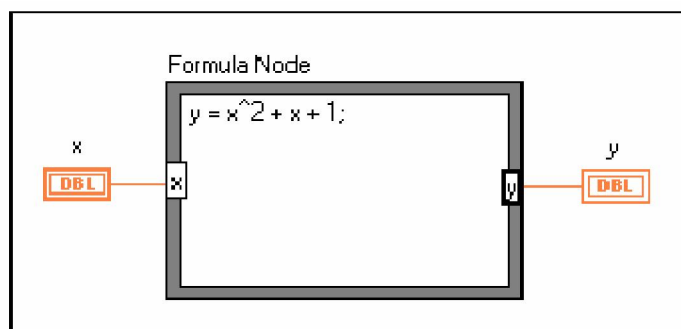 Formula Node
y = x^2 + x + 1;
x
DBL
x
y
y
DBL